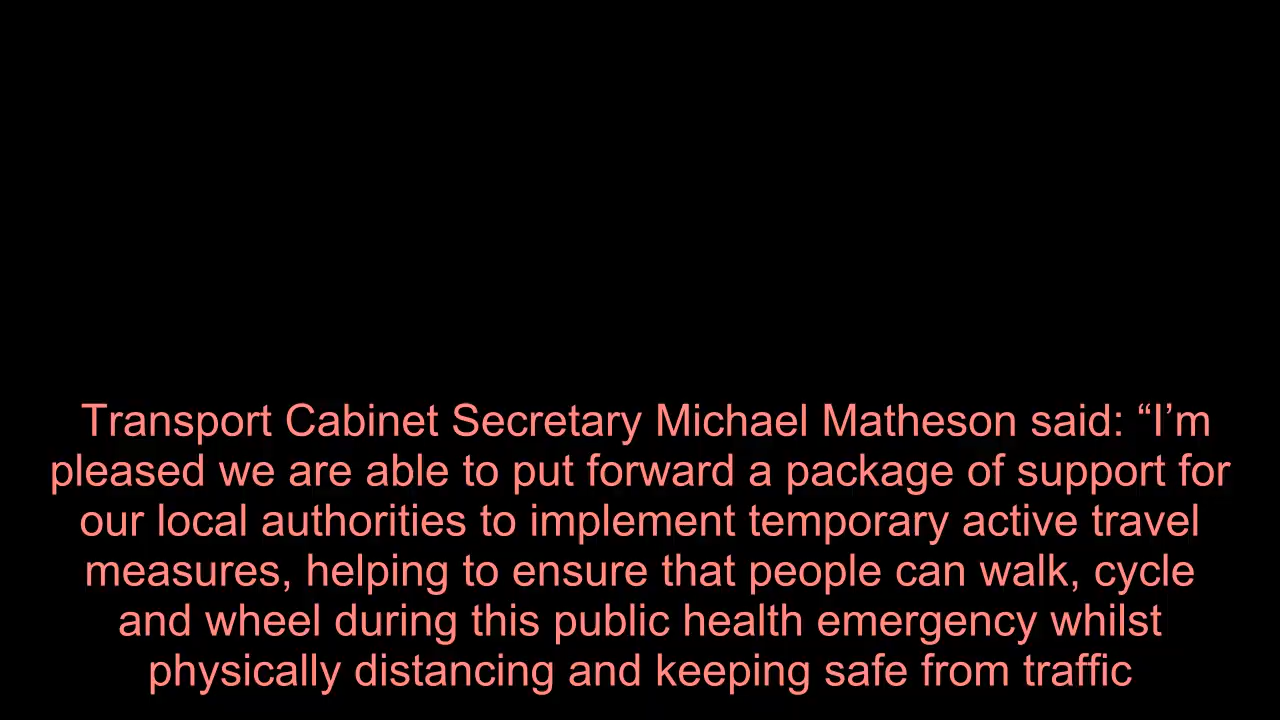 Transport Cabinet Secretary Michael Matheson said: “I’m
pleased we are able to put forward a package of support for
our local authorities to implement temporary active travel
measures, helping to ensure that people can walk, cycle
and wheel during this public health emergency whilst
physically distancing and keeping safe from traffic